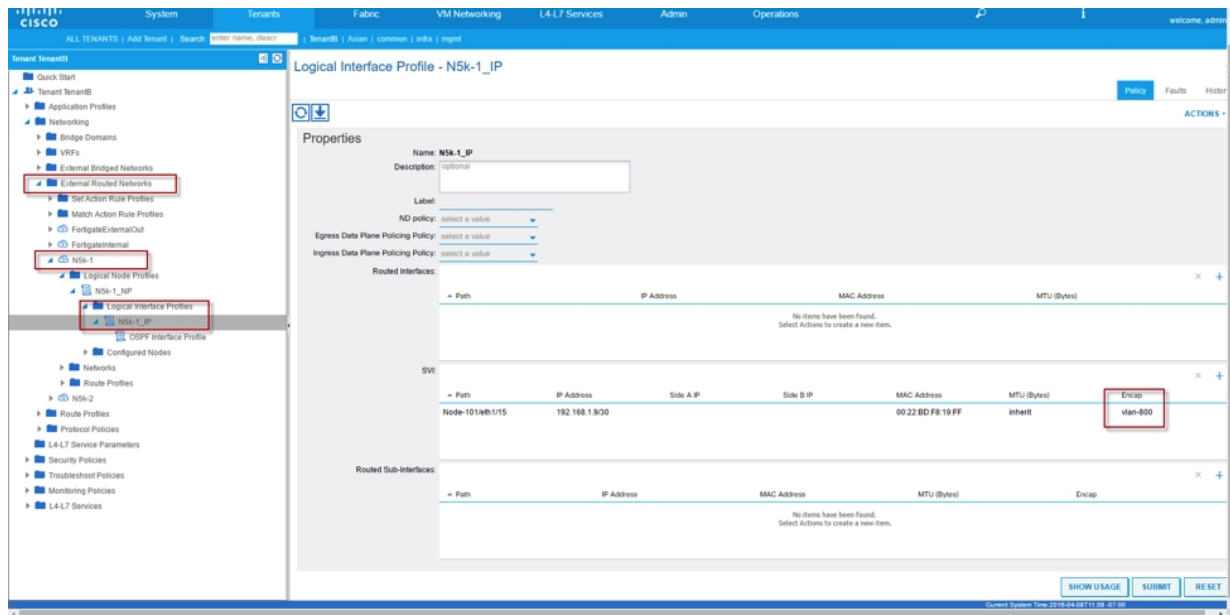 CISCO
System Tenants Fabric VM Networking L4-L7 Services Admin Operations
welcome, admin
ALL TENANTS | Add Tenant | Search: enter name, descr | TenantB | Axian | common | infra | mgmt
Tenant TenantB
Quick Start
Tenant TenantB
Application Profiles
Networking
Bridge Domains
VRFs
External Bridged Networks
External Routed Networks
Set Action Rule Profiles
Match Action Rule Profiles
FortigateExternalOut
FortigateInternal
N5k-1
Logical Node Profiles
N5k-1_NP
Logical Interface Profiles
N5k-1_IP
OSPF Interface Profile
Configured Nodes
Networks
Route Profiles
N5k-2
Route Profiles
Protocol Policies
L4-L7 Service Parameters
Security Policies
Troubleshoot Policies
Monitoring Policies
L4-L7 Services
Logical Interface Profile - N5k-1_IP
Policy Faults Histor
ACTIONS
Properties
Name: N5k-1_IP
Description: optional
Label:
ND policy: select a value
Egress Data Plane Policing Policy: select a value
Ingress Data Plane Policing Policy: select a value
Routed Interfaces:
Path IP Address MAC Address MTU (Bytes)
No items have been found.
Select Actions to create a new item.
SVI:
Path IP Address Side A IP Side B IP MAC Address MTU (Bytes) Encap
Node-101/eth1/15 192.168.1.9/30 00:22:BD:F8:19:FF inherit vlan-800
Routed Sub-Interfaces:
Path IP Address MAC Address MTU (Bytes) Encap
No items have been found.
Select Actions to create a new item.
SHOW USAGE SUBMIT RESET
Current System Time:2016-04-08T11:58 -07:00